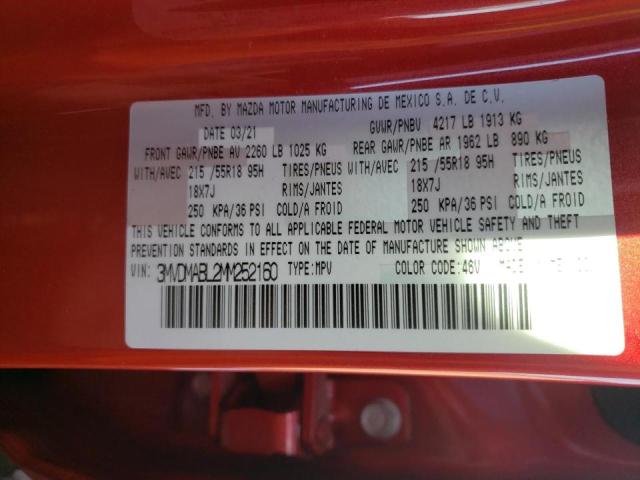 MFD. BY MAZDA MOTOR MANUFACTURING DE MEXICO S.A. DE C.V.
DATE 03/21 GVWR/PNBV 4217 LB 1913 KG
FRONT GAWR/PNBE AV 2260 LB 1025 KG REAR GAWR/PNBE AR 1962 LB 890 KG
WITH/AVEC 215 /55R18 95H TIRES/PNEUS WITH/AVEC 215 /55R18 95H TIRES/PNEUS
18X7J RIMS/JANTES 18X7J RIMS/JANTES
250 KPA/36 PSI COLD/A FROID 250 KPA/36 PSI COLD/A FROID
THIS VEHICLE CONFORMS TO ALL APPLICABLE FEDERAL MOTOR VEHICLE SAFETY AND THEFT
PREVENTION STANDARDS IN EFFECT ON THE DATE OF MANUFACTURE SHOWN ABOVE
VIN: 3MVDMABL2MM252160 TYPE:MPV COLOR CODE:46V